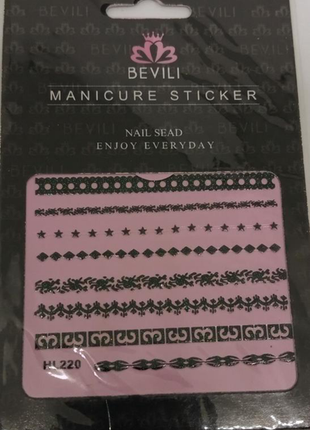 BEVILI
MANICURE STICKER
NAIL SEAD
ENJOY EVERYDAY
HL220